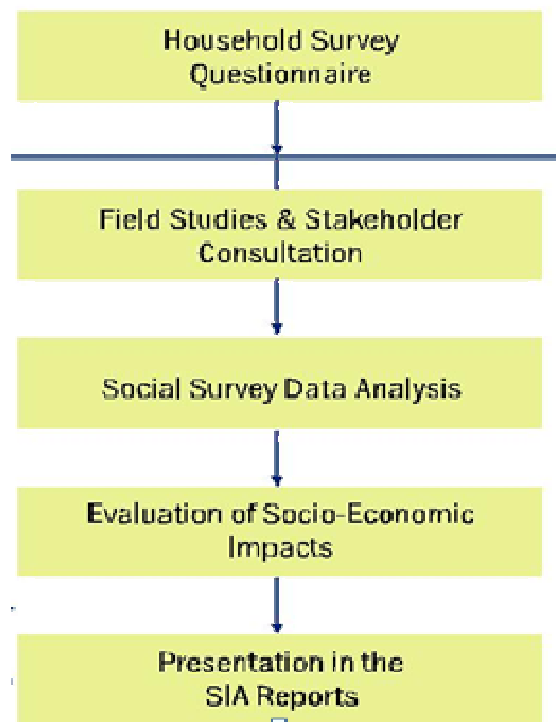 Household Survey
Questionnaire
Field Studies & Stakeholder
Consultation
Social Survey Data Analysis
Evaluation of Socio-Economic
Impacts
Presentation in the
SIA Reports